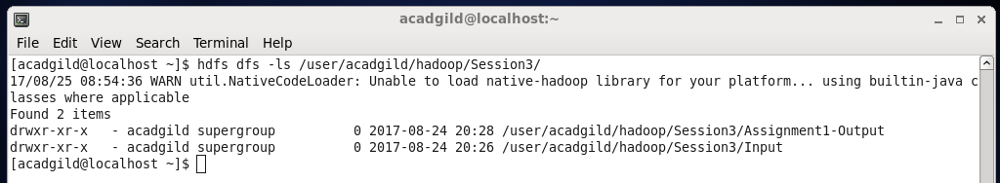 acadgild@localhost:~
File Edit View Search Terminal Help
[acadgild@localhost ~]$ hdfs dfs -ls /user/acadgild/hadoop/Session3/
17/08/25 08:54:36 WARN util.NativeCodeLoader: Unable to load native-hadoop library for your platform... using builtin-java c
lasses where applicable
Found 2 items
drwxr-xr-x   - acadgild supergroup          0 2017-08-24 20:28 /user/acadgild/hadoop/Session3/Assignment1-Output
drwxr-xr-x   - acadgild supergroup          0 2017-08-24 20:26 /user/acadgild/hadoop/Session3/Input
[acadgild@localhost ~]$